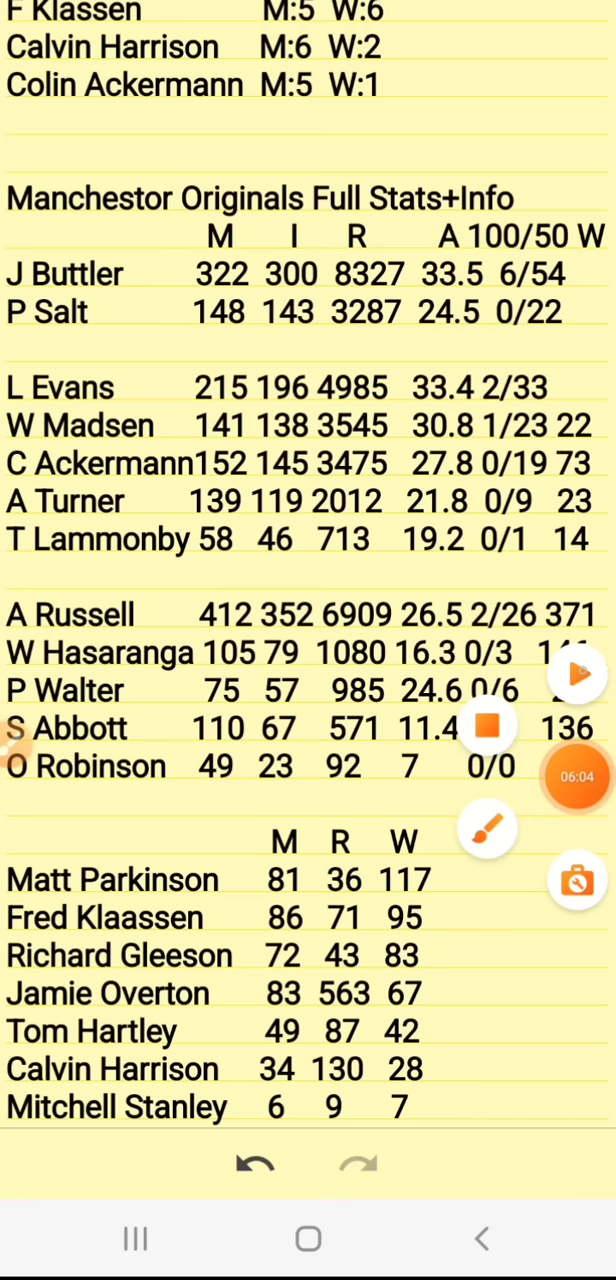 F Klassen M:5 W:6
Calvin Harrison M:6 W:2
Colin Ackermann M:5 W:1
Manchestor Originals Full Stats+Info
M I R A 100/50 W
J Buttler 322 300 8327 33.5 6/54
P Salt 148 143 3287 24.5 0/22
L Evans 215 196 4985 33.4 2/33
W Madsen 141 138 3545 30.8 1/23 22
C Ackermann 152 145 3475 27.8 0/19 73
A Turner 139 119 2012 21.8 0/9 23
T Lammonby 58 46 713 19.2 0/1 14
A Russell 412 352 6909 26.5 2/26 371
W Hasaranga 105 79 1080 16.3 0/3
P Walter 75 57 985 24.6 0/6
S Abbott 110 67 571 11.4 136
O Robinson 49 23 92 7 0/0
06:04
M R W
Matt Parkinson 81 36 117
Fred Klaassen 86 71 95
Richard Gleeson 72 43 83
Jamie Overton 83 563 67
Tom Hartley 49 87 42
Calvin Harrison 34 130 28
Mitchell Stanley 6 9 7